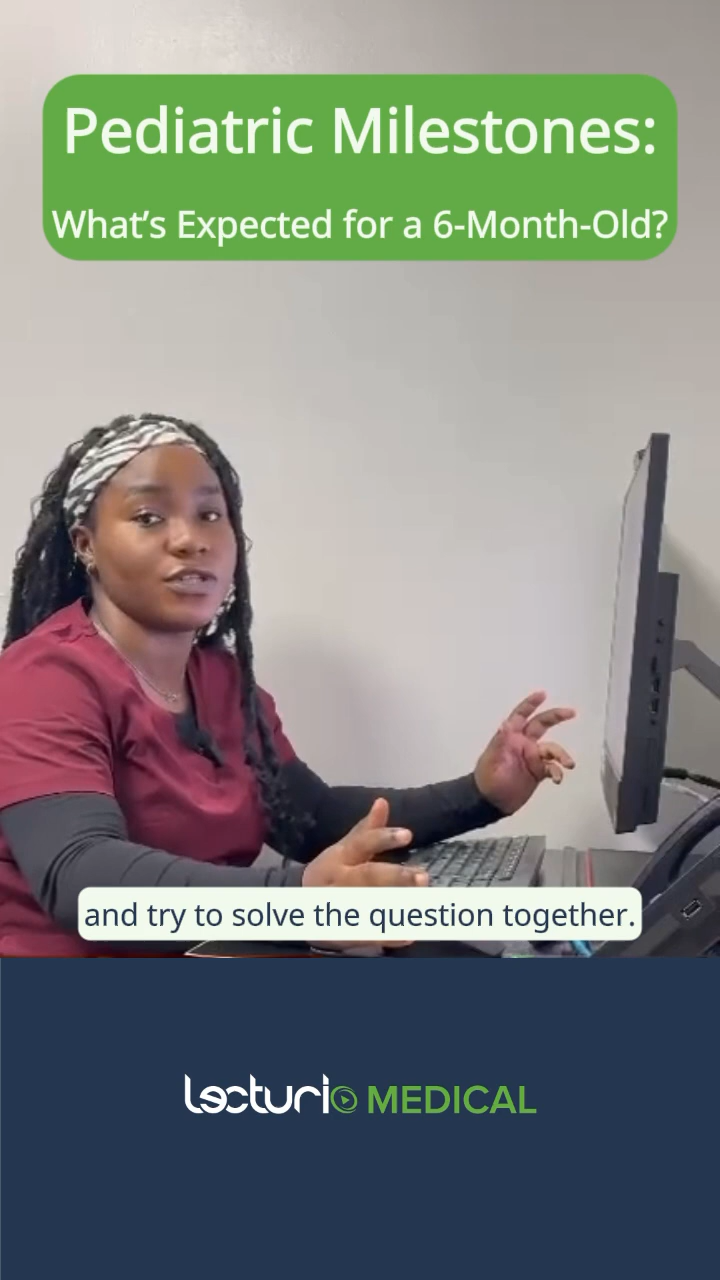 Pediatric Milestones:
What’s Expected for a 6-Month-Old?
and try to solve the question together.
lecturio MEDICAL